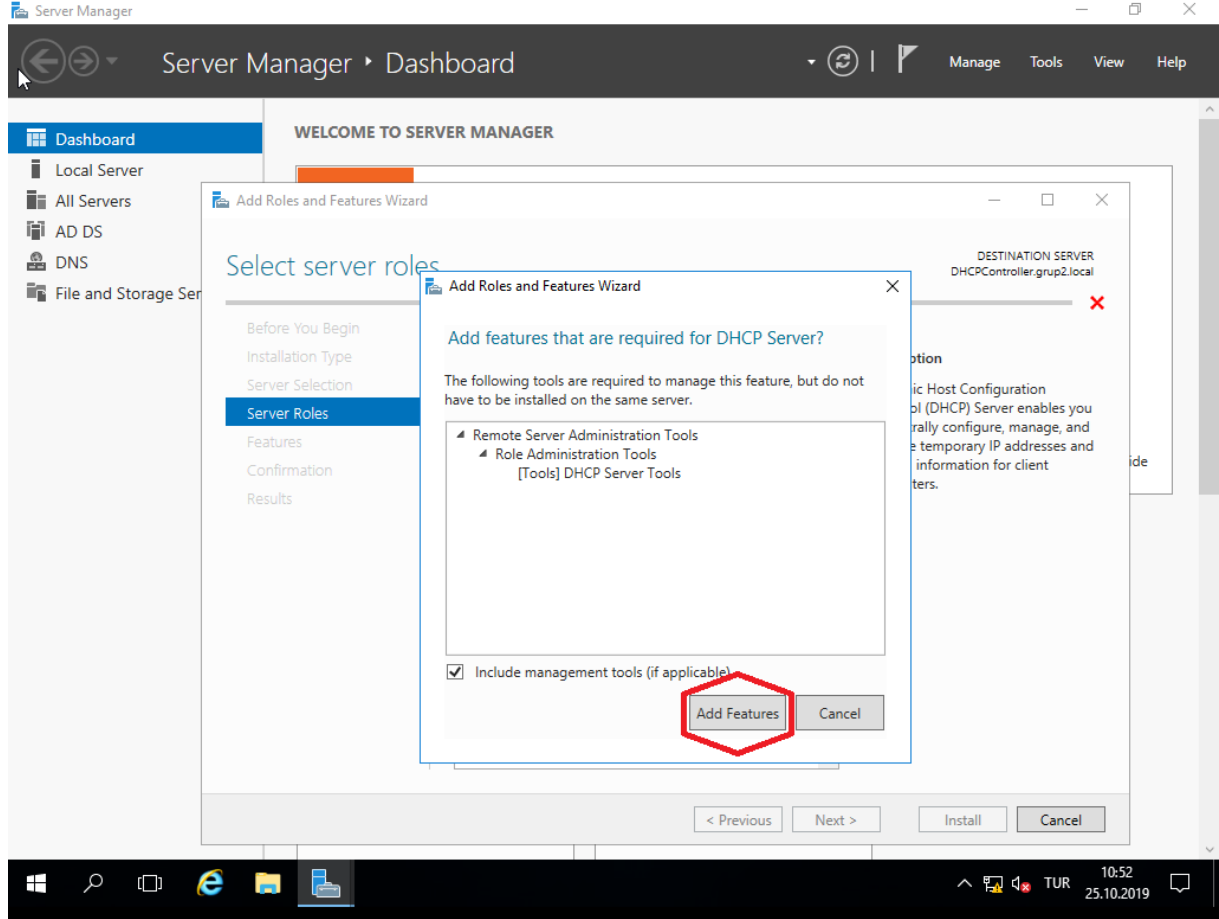 Server Manager
Server Manager ‣ Dashboard
Manage Tools View Help
Dashboard
Local Server
All Servers
AD DS
DNS
File and Storage Ser
WELCOME TO SERVER MANAGER
Add Roles and Features Wizard
Select server roles
DESTINATION SERVER
DHCPController.grup2.local
Before You Begin
Installation Type
Server Selection
Server Roles
Features
Confirmation
Results
Add Roles and Features Wizard
Add features that are required for DHCP Server?
The following tools are required to manage this feature, but do not
have to be installed on the same server.
Remote Server Administration Tools
Role Administration Tools
[Tools] DHCP Server Tools
Include management tools (if applicable)
Add Features Cancel
ption
ic Host Configuration
ol (DHCP) Server enables you
rally configure, manage, and
e temporary IP addresses and
information for client
ters.
ide
< Previous Next > Install Cancel
TUR
10:52
25.10.2019